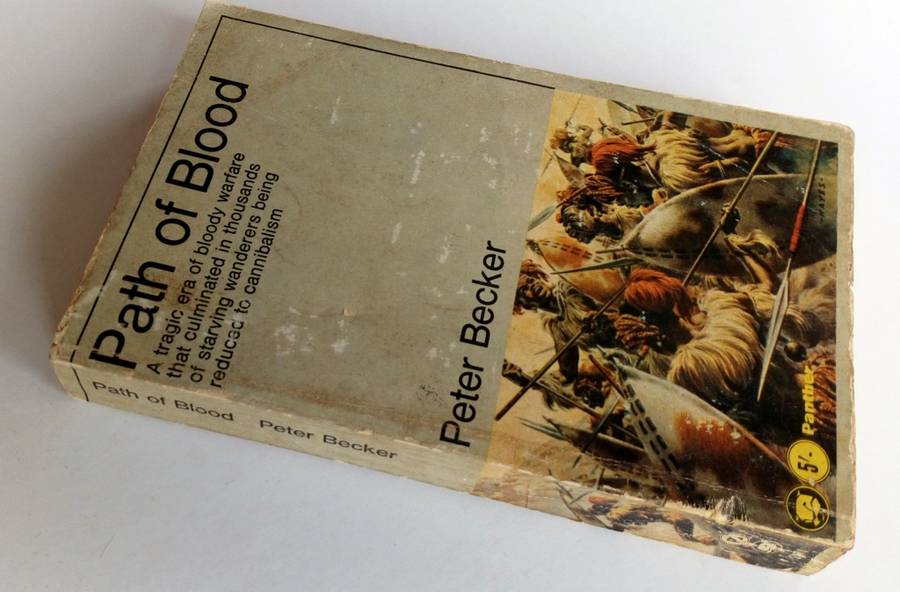 Path of Blood
A tragic era of bloody warfare
that culminated in thousands
of starving wanderers being
reduced to cannibalism
Peter Becker
HAYES
5/-
Panther
Path of Blood Peter Becker